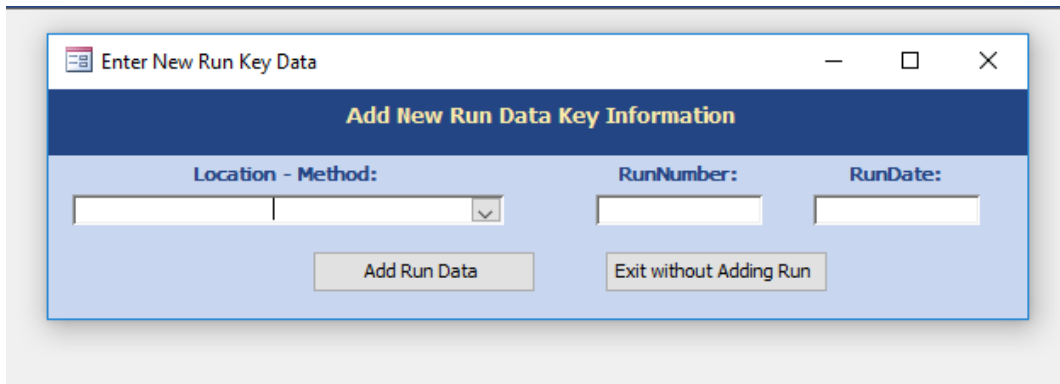 Enter New Run Key Data
Add New Run Data Key Information
Location - Method: RunNumber: RunDate:
Add Run Data Exit without Adding Run